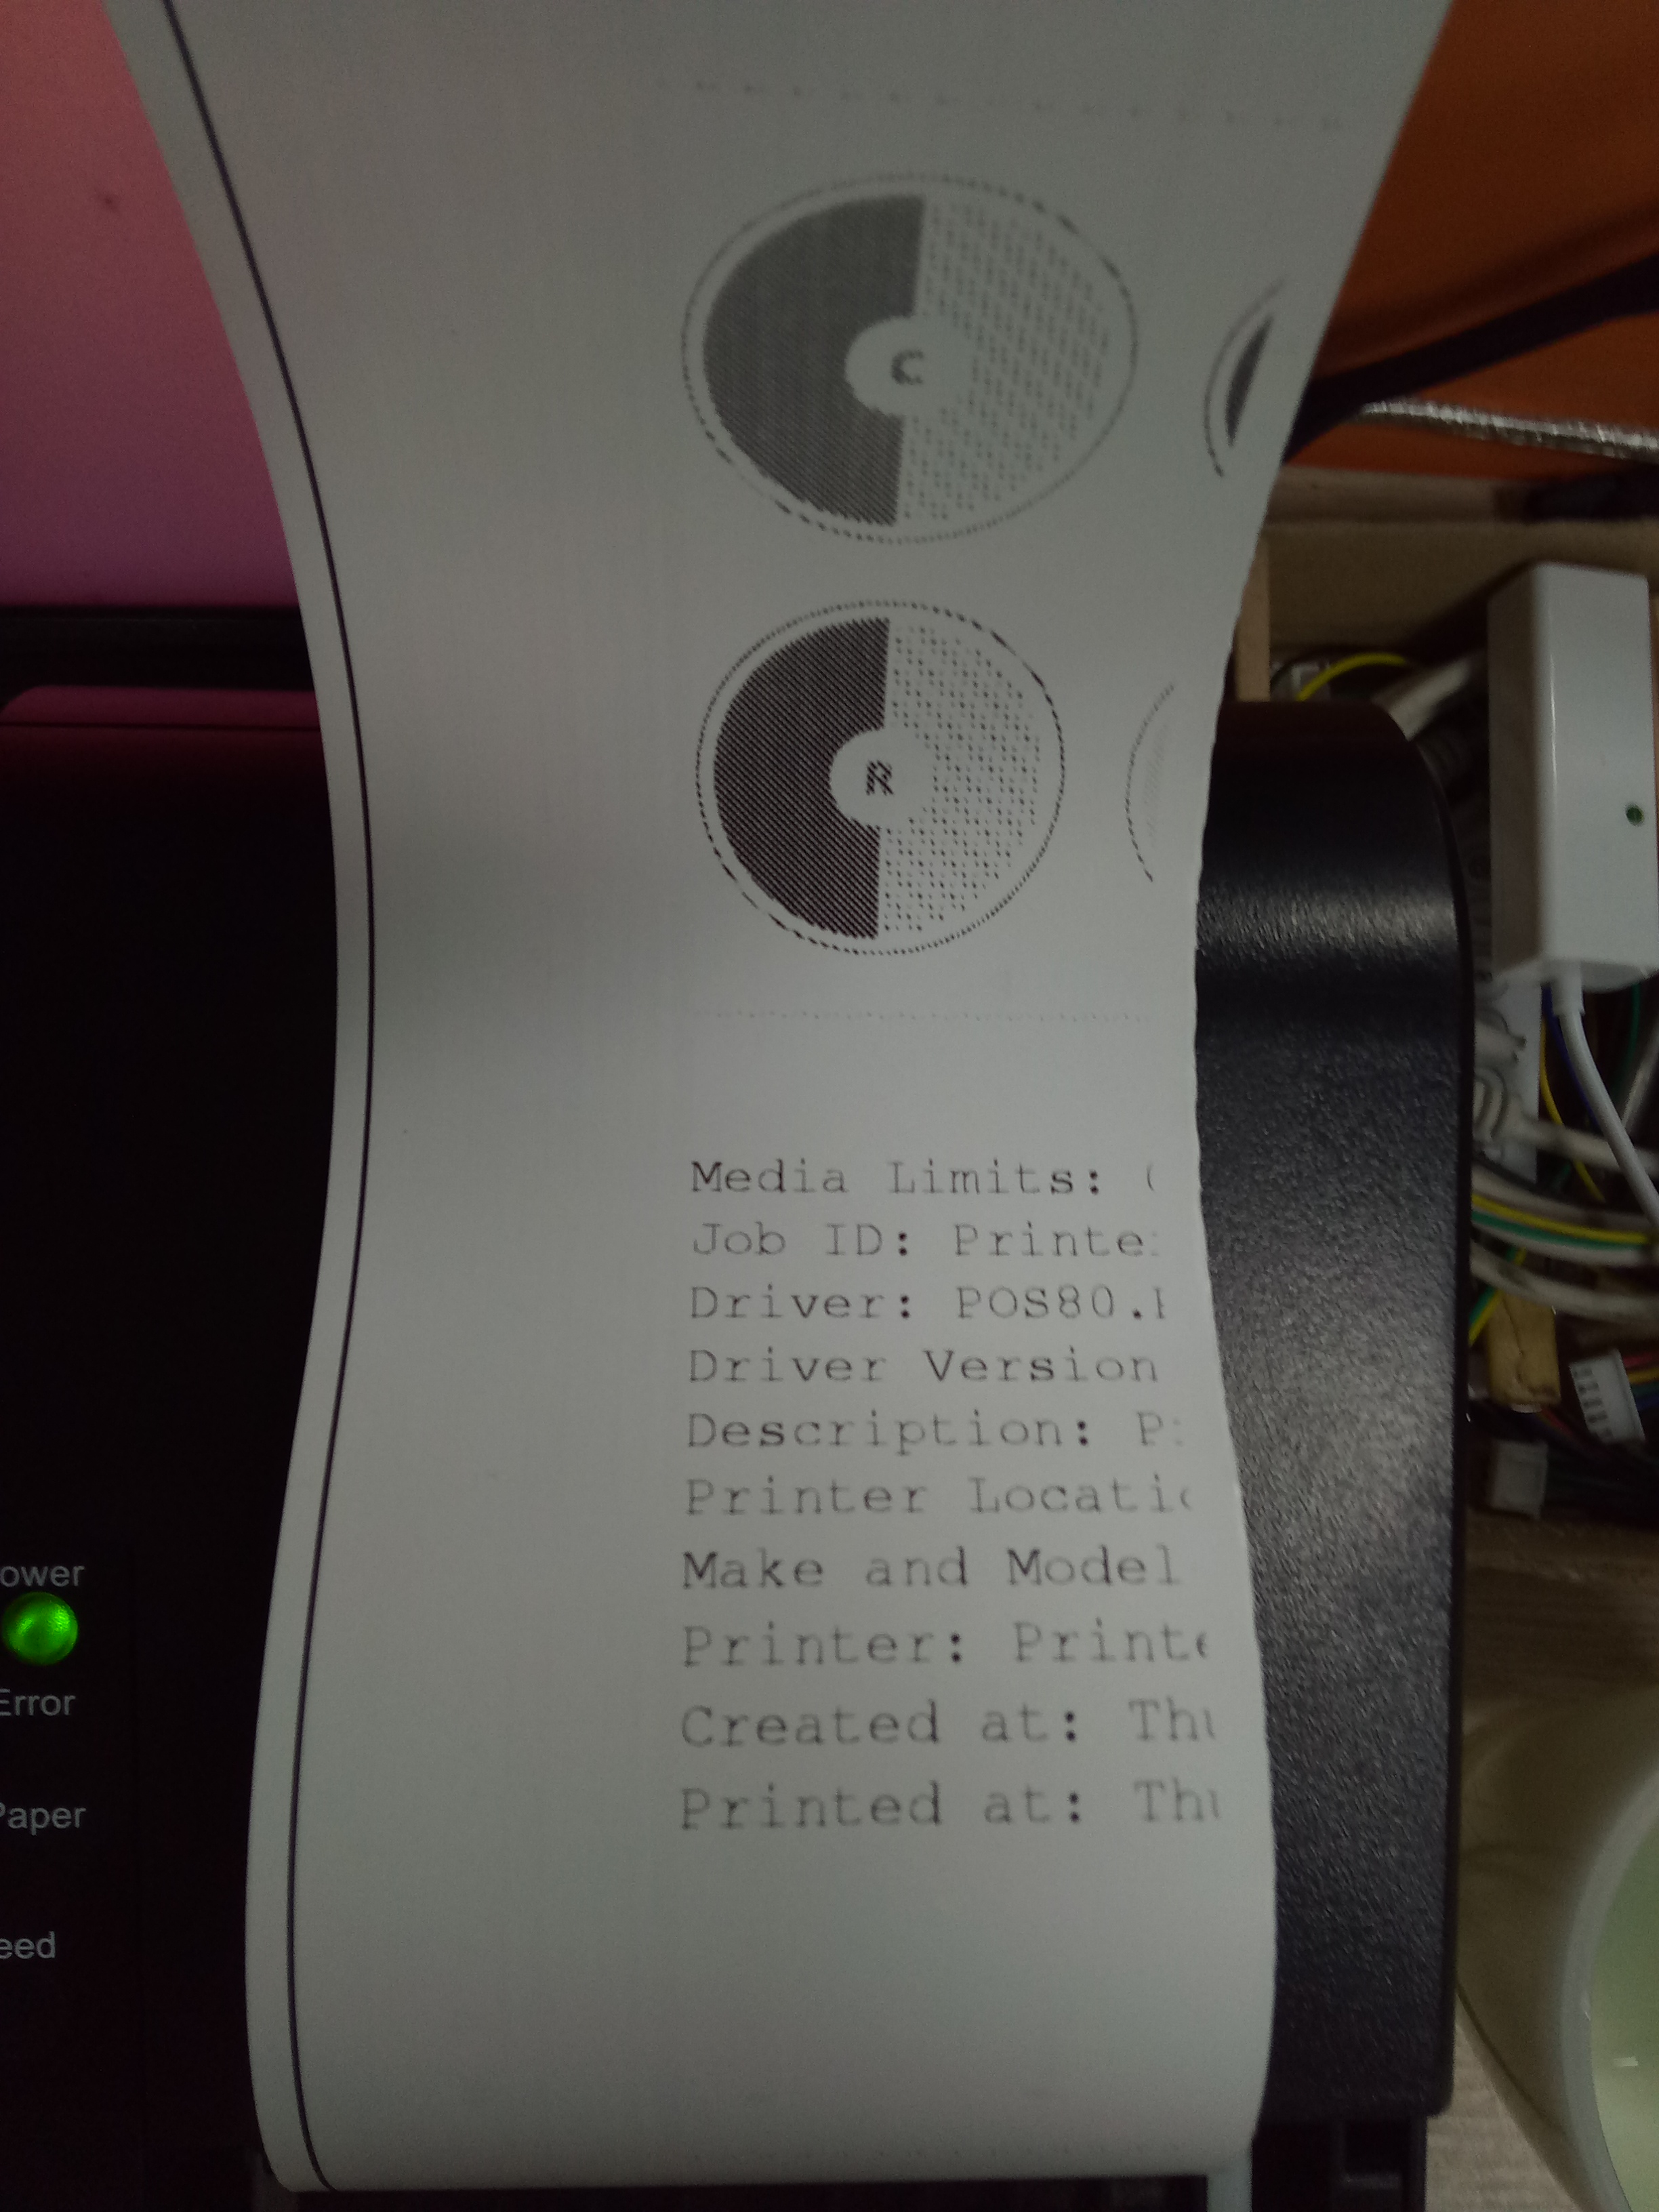 C
R
Media Limits: (
Job ID: Printe
Driver: POS80.
Driver Version
Description: P
Printer Locati
Make and Model
Printer: Printe
Created at: Thu
Printed at: Thu
ower
Error
Paper
eed